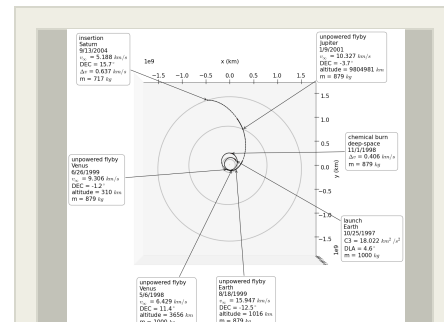 insertion
Saturn
9/13/2004
v∞ = 5.188 km/s
DEC = 15.7°
Δv = 0.637 km/s
m = 717 kg
1e9
x (km)
−1.5 −1.0 −0.5 0.0 0.5 1.0 1.5
unpowered flyby
Jupiter
1/9/2001
v∞ = 10.327 km/s
DEC = -3.7°
altitude = 9804981 km
m = 879 kg
1.5
1.0
0.5
0.0
−0.5
−1.0
−1.5
y (km)
1e9
chemical burn
deep-space
11/1/1998
Δv = 0.406 km/s
m = 879 kg
unpowered flyby
Venus
6/26/1999
v∞ = 9.306 km/s
DEC = -1.2°
altitude = 310 km
m = 879 kg
launch
Earth
10/25/1997
C3 = 18.022 km²/s²
DLA = 4.6°
m = 1000 kg
unpowered flyby
Venus
5/6/1998
v∞ = 6.429 km/s
DEC = 11.4°
altitude = 3656 km
m = 1000 kg
unpowered flyby
Earth
8/18/1999
v∞ = 15.947 km/s
DEC = -12.5°
altitude = 1016 km
m = 879 kg